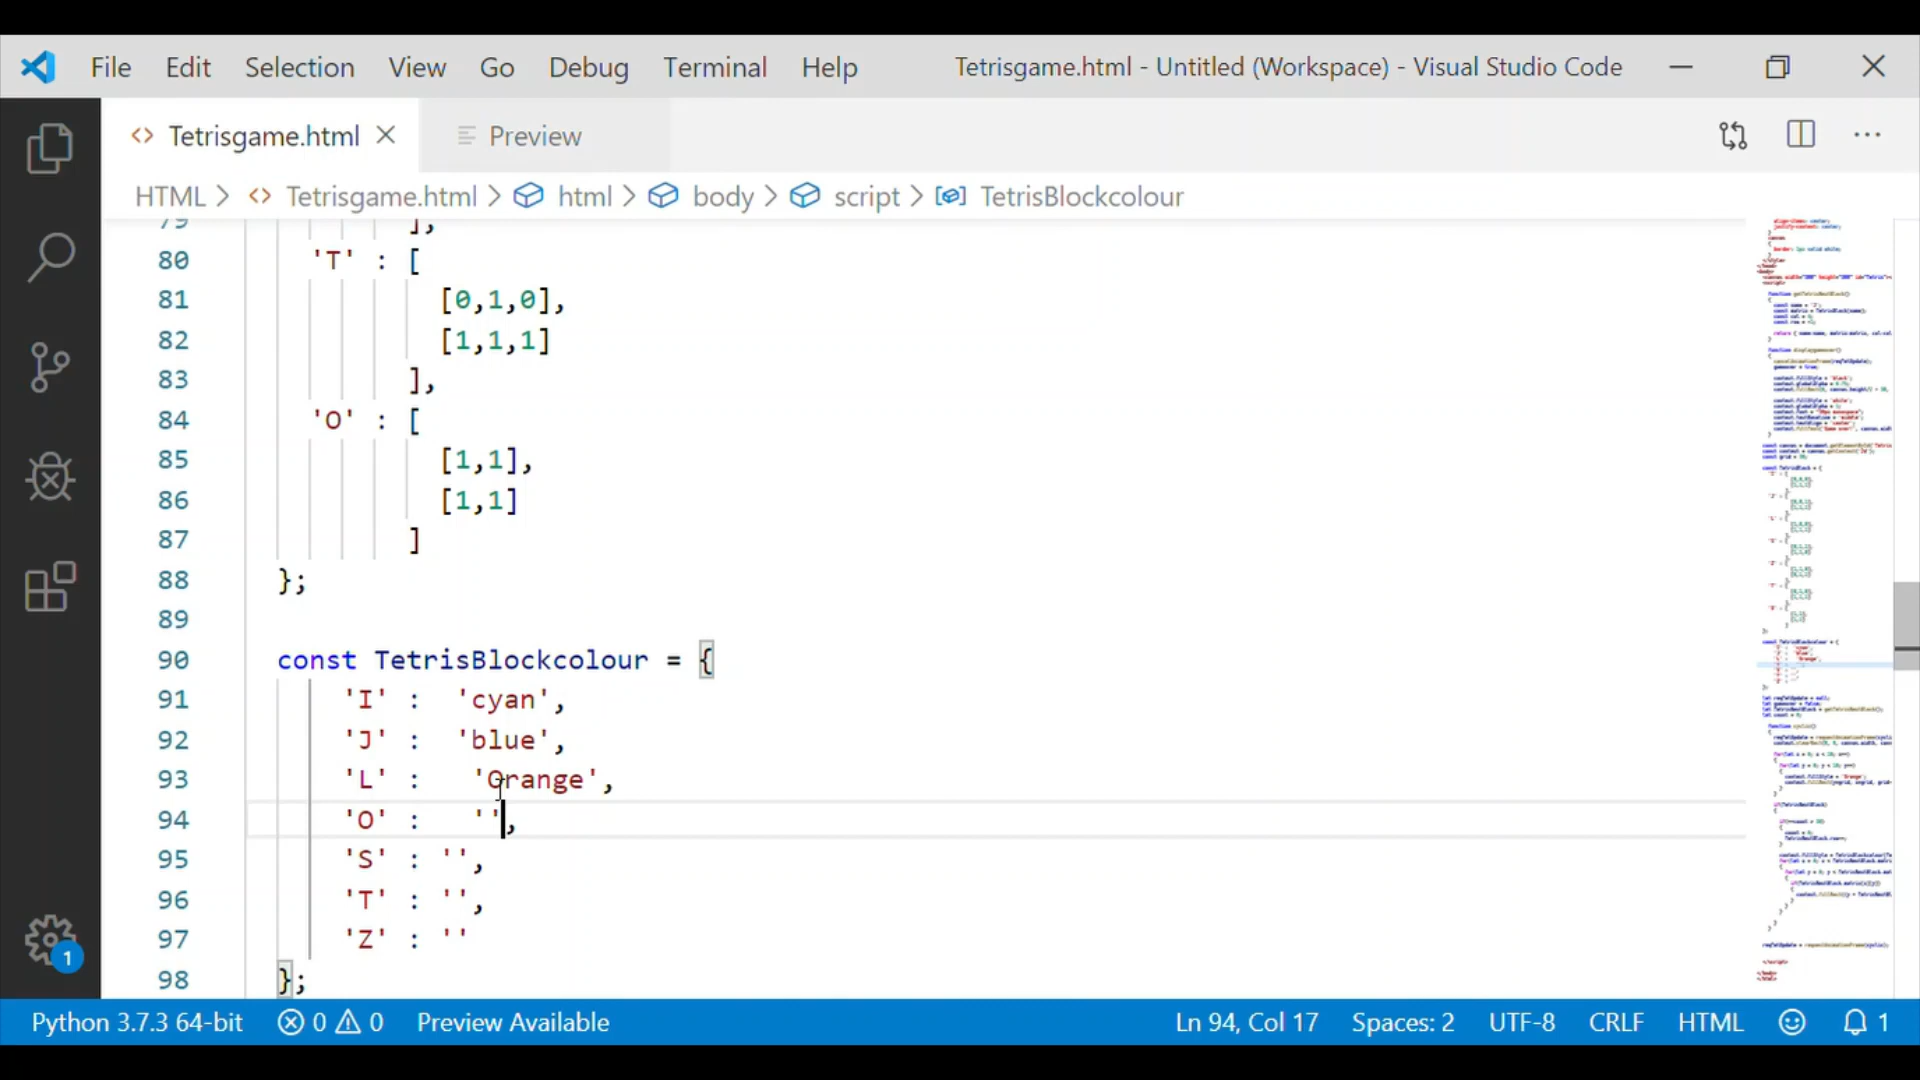 File Edit Selection View Go Debug Terminal Help Tetrisgame.html - Untitled (Workspace) - Visual Studio Code
Tetrisgame.html Preview
HTML > Tetrisgame.html > html > body > script > TetrisBlockcolour
79 ],
80 'T' : [
81 [0,1,0],
82 [1,1,1]
83 ],
84 'O' : [
85 [1,1],
86 [1,1]
87 ]
88 };
89
90 const TetrisBlockcolour = {
91 'I' : 'cyan',
92 'J' : 'blue',
93 'L' : 'Orange',
94 'O' : '',
95 'S' : '',
96 'T' : '',
97 'Z' : ''
98 };
1
Python 3.7.3 64-bit 0 0 Preview Available Ln 94, Col 17 Spaces: 2 UTF-8 CRLF HTML 1